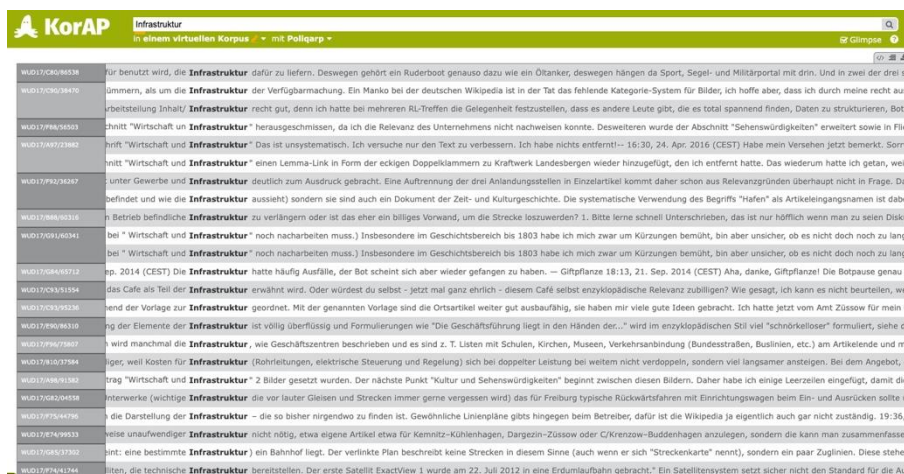 KorAP
Infrastruktur
in einem virtuellen Korpus mit Poliqarp
Glimpse
WUD17/C80/86538 für benutzt wird, die Infrastruktur dafür zu liefern. Deswegen gehört ein Ruderboot genauso dazu wie ein Öltanker, deswegen hängen da Sport, Segel- und Militärportal mit drin. Und in zwei der drei
WUD17/C90/38470 ümmern, als um die Infrastruktur der Verfügbarmachung. Ein Manko bei der deutschen Wikipedia ist in der Tat das fehlende Kategorie-System für Bilder, ich hoffe aber, dass ich durch meine recht
rbeitsteilung Inhalt/ Infrastruktur recht gut, denn ich hatte bei mehreren RL-Treffen die Gelegenheit festzustellen, dass es andere Leute gibt, die es total spannend finden, Daten zu strukturieren, Bot
WUD17/F88/56503 chnitt "Wirtschaft un Infrastruktur" herausgeschmissen, da ich die Relevanz des Unternehmens nicht nachweisen konnte. Desweiteren wurde der Abschnitt "Sehenswürdigkeiten" erweitert sowie in
WUD17/A97/23882 hrift "Wirtschaft und Infrastruktur" Das ist unsystematisch. Ich versuche nur den Text zu verbessern. Ich habe nichts entfernt!-- 16:30, 24. Apr. 2016 (CEST) Habe mein Versehen jetzt bemerkt.
hnitt "Wirtschaft und Infrastruktur" einen Lemma-Link in Form der eckigen Doppelklammern zu Kraftwerk Landesbergen wieder hinzugefügt, den ich entfernt hatte. Das wiederum hatte ich getan,
WUD17/F92/36267 unter Gewerbe und Infrastruktur deutlich zum Ausdruck gebracht. Eine Auftrennung der drei Anlandungsstellen in Einzelartikel kommt daher schon aus Relevanzgründen überhaupt nicht in Frage.
befindet und wie die Infrastruktur aussieht) sondern sie sind auch ein Dokument der Zeit- und Kulturgeschichte. Die systematische Verwendung des Begriffs "Hafen" als Artikeleingangsnamen ist
WUD17/B88/60316 n Betrieb befindliche Infrastruktur zu verlängern oder ist das eher ein billiges Vorwand, um die Strecke loszuwerden? 1. Bitte lerne schnell Unterschrieben, das ist nur höfflich wenn man zu seien
WUD17/G91/60341 bei " Wirtschaft und Infrastruktur" noch nacharbeiten muss.) Insbesondere im Geschichtsbereich bis 1803 habe ich mich zwar um Kürzungen bemüht, bin aber unsicher, ob es nicht doch noch zu
bei " Wirtschaft und Infrastruktur" noch nacharbeiten muss.) Insbesondere im Geschichtsbereich bis 1803 habe ich mich zwar um Kürzungen bemüht, bin aber unsicher, ob es nicht doch noch zu
WUD17/G84/65712 ep. 2014 (CEST) Die Infrastruktur hatte häufig Ausfälle, der Bot scheint sich aber wieder gefangen zu haben. — Giftpflanze 18:13, 21. Sep. 2014 (CEST) Aha, danke, Giftpflanze! Die Botpause genau
WUD17/C93/51554 das Cafe als Teil der Infrastruktur erwähnt wird. Oder würdest du selbst - jetzt mal ganz ehrlich - diesem Café selbst enzyklopädische Relevanz zubilligen? Wie gesagt, ich kann es nicht beurteilen,
WUD17/C93/95236 hend der Vorlage zur Infrastruktur geordnet. Mit der genannten Vorlage sind die Ortsartikel weiter gut ausbaufähig, sie haben mir viele gute Ideen gebracht. Ich hatte jetzt vom Amt Züssow für mein
WUD17/E90/86310 ng der Elemente der Infrastruktur ist völlig überflüssig und Formulierungen wie "Die Geschäftsführung liegt in den Händen der..." wird im enzyklopädischen Stil viel "schnörkelloser" formuliert, siehe
WUD17/F96/75807 wird manchmal die Infrastruktur, wie Geschäftszentren beschrieben und es sind z. T. Listen mit Schulen, Kirchen, Museen, Verkehrsanbindung (Bundesstraßen, Buslinien, etc.) am Artikelende und
WUD17/B10/37584 liger, weil Kosten für Infrastruktur (Rohrleitungen, elektrische Steuerung und Regelung) sich bei doppelter Leistung bei weitem nicht verdoppeln, sondern viel langsamer ansteigen. Bei dem Angebot,
WUD17/A98/91382 trag "Wirtschaft und Infrastruktur" 2 Bilder gesetzt wurden. Der nächste Punkt "Kultur und Sehenswürdigkeiten" beginnt zwischen diesen Bildern. Daher habe ich einige Leerzeilen eingefügt, damit
WUD17/G82/04558 nterwerke (wichtige Infrastruktur die vor lauter Gleisen und Strecken immer gerne vergessen wird) das für Freiburg typische Rückwärtsfahren mit Einrichtungswagen beim Ein- und Ausrücken sollte
WUD17/F75/44796 die Darstellung der Infrastruktur – die so bisher nirgendwo zu finden ist. Gewöhnliche Linienpläne gibts hingegen beim Betreiber, dafür ist die Wikipedia ja eigentlich auch gar nicht zuständig. 19:36,
WUD17/E74/99533 weise unaufwendiger Infrastruktur nicht nötig, etwa eigene Artikel etwa für Kemnitz–Kühlenhagen, Dargezin–Züssow oder C/Krenzow–Buddenhagen anzulegen, sondern die kann man zusammenfasse
WUD17/G85/37302 eint: eine bestimmte Infrastruktur) ein Bahnhof liegt. Der verlinkte Plan beschreibt keine Strecken in diesem Sinne (auch wenn er sich "Streckenkarte" nennt), sondern ein paar Zuglinien. Diese
WUD17/F74/41744 lliten, die technische Infrastruktur bereitstellen. Der erste Satellit ExactView 1 wurde am 22. Juli 2012 in eine Erdumlaufbahn gebracht." Ein Satellitensystem setzt sicher nicht den Standard für die